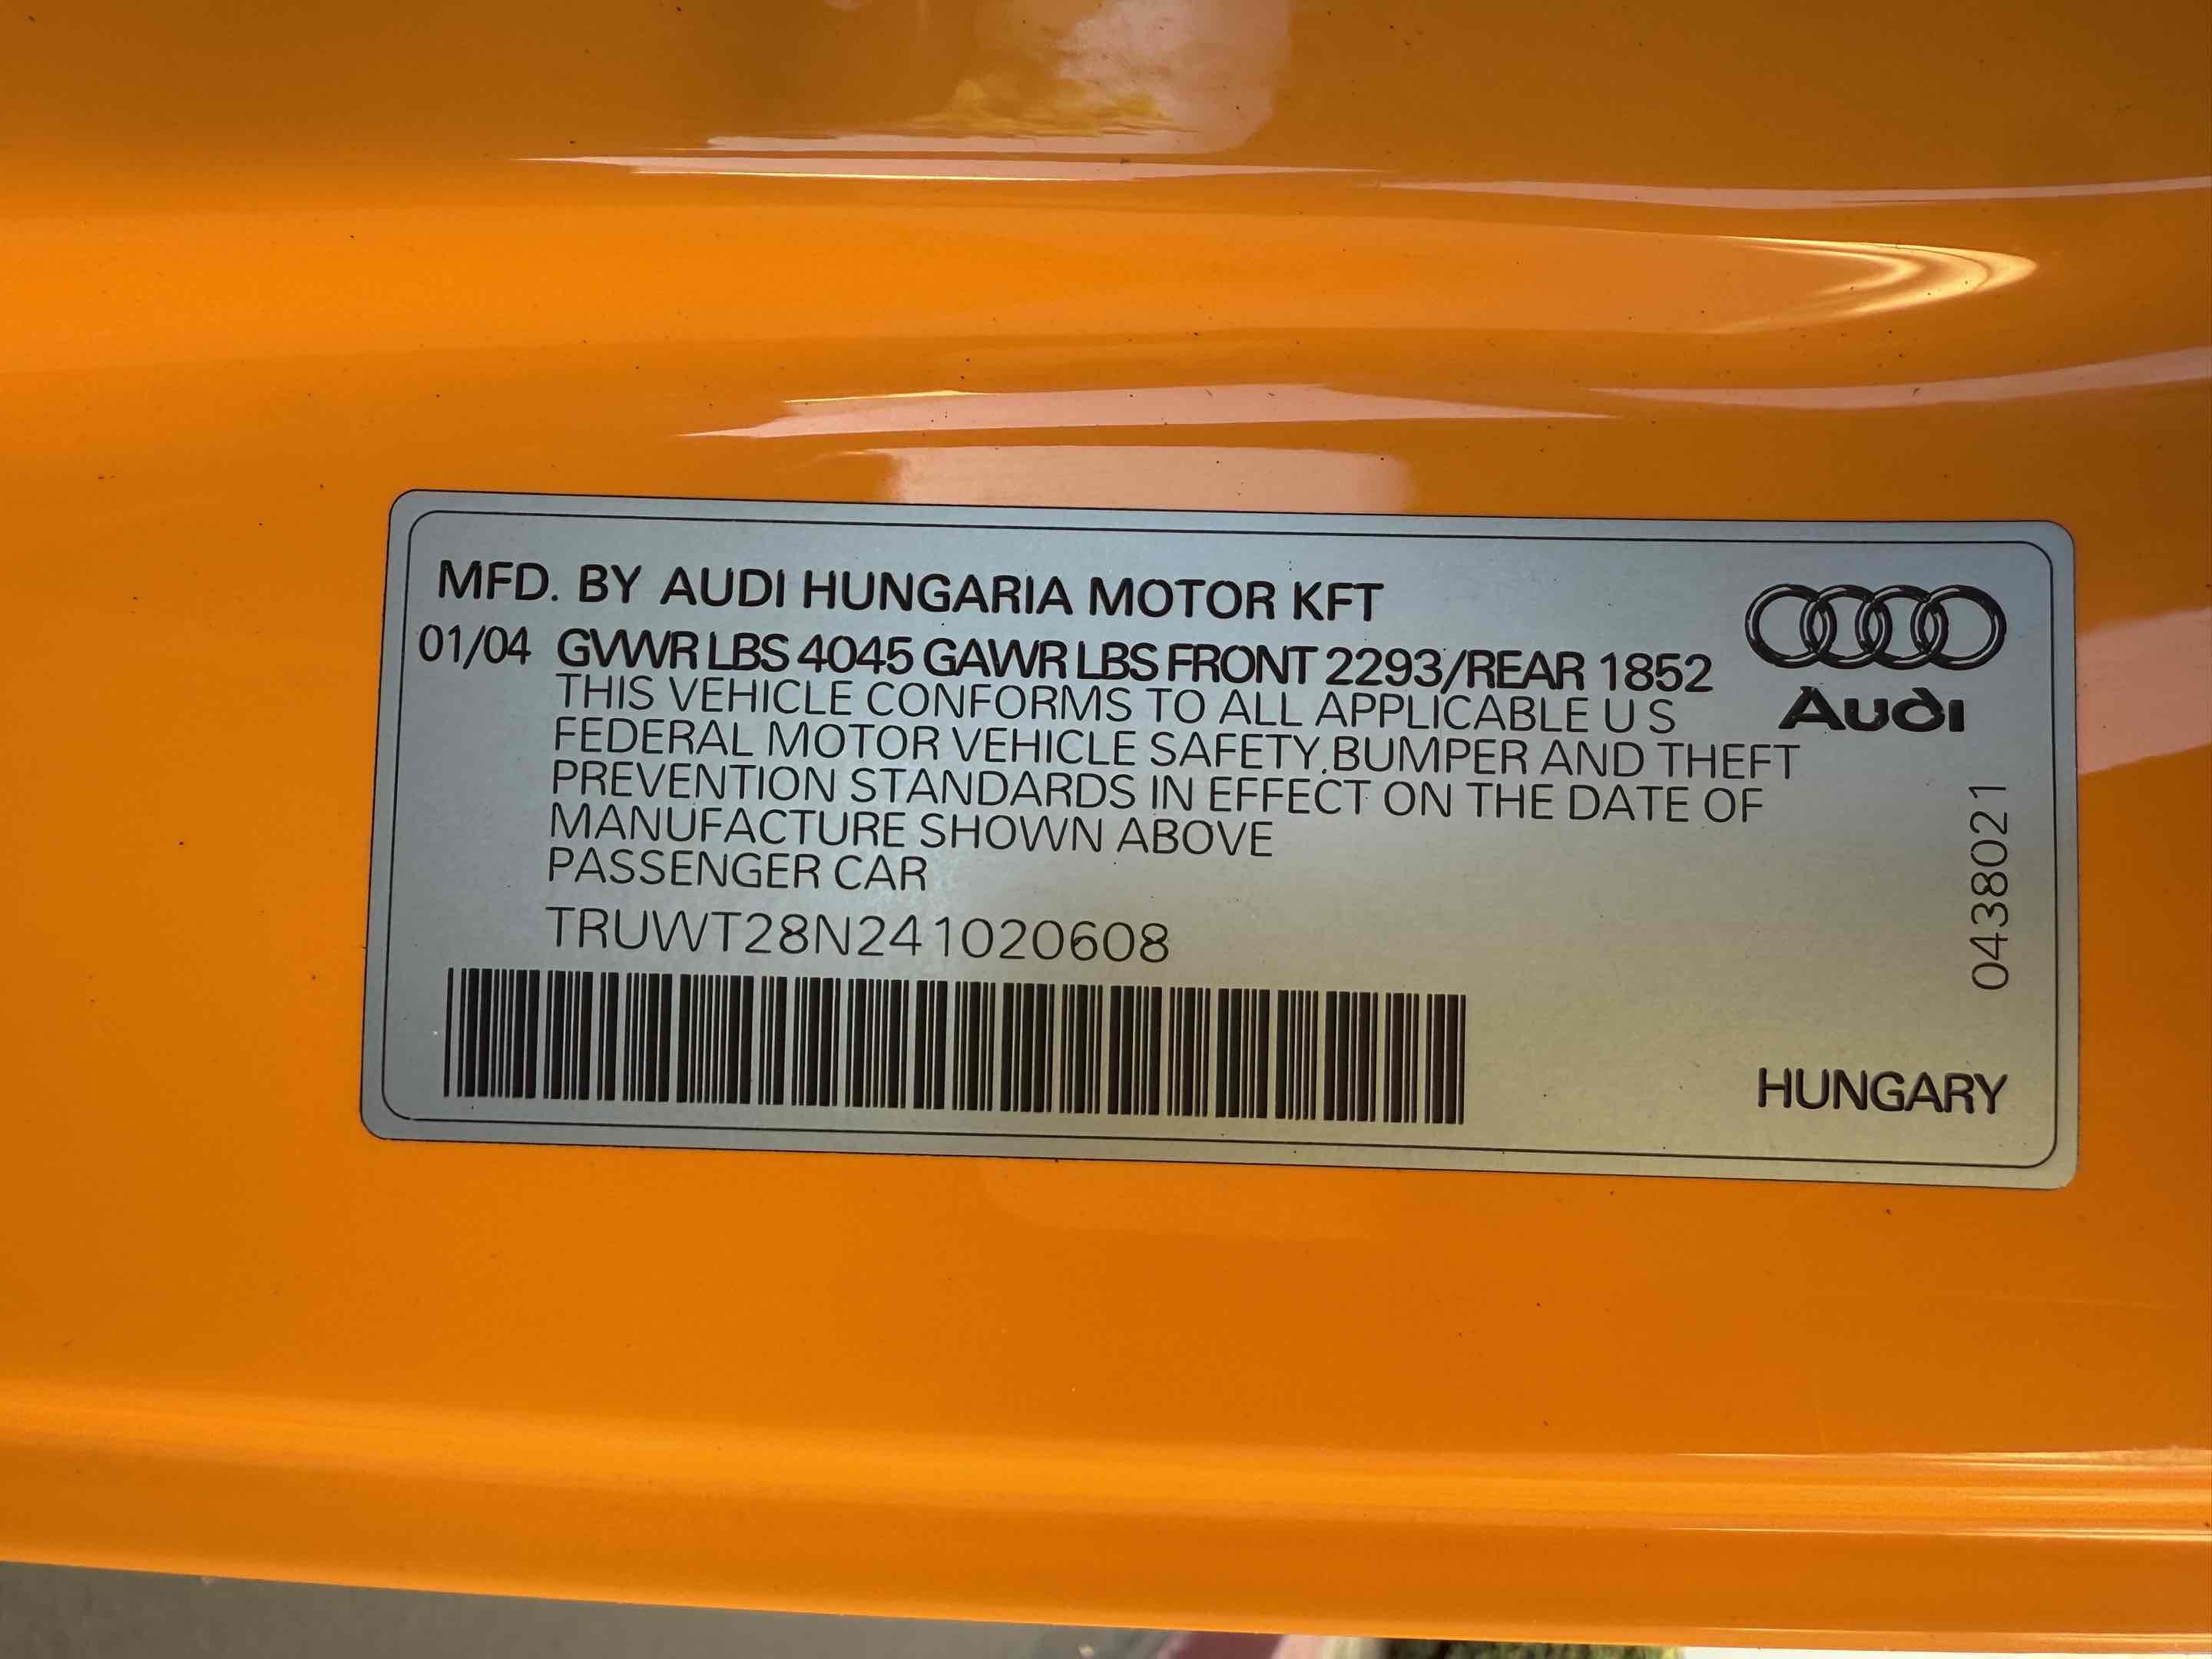 MFD. BY AUDI HUNGARIA MOTOR KFT
01/04 GVWR LBS 4045 GAWR LBS FRONT 2293/REAR 1852
THIS VEHICLE CONFORMS TO ALL APPLICABLE U S
FEDERAL MOTOR VEHICLE SAFETY, BUMPER AND THEFT
PREVENTION STANDARDS IN EFFECT ON THE DATE OF
MANUFACTURE SHOWN ABOVE
PASSENGER CAR
TRUWT28N241020608
Audi
0438021
HUNGARY